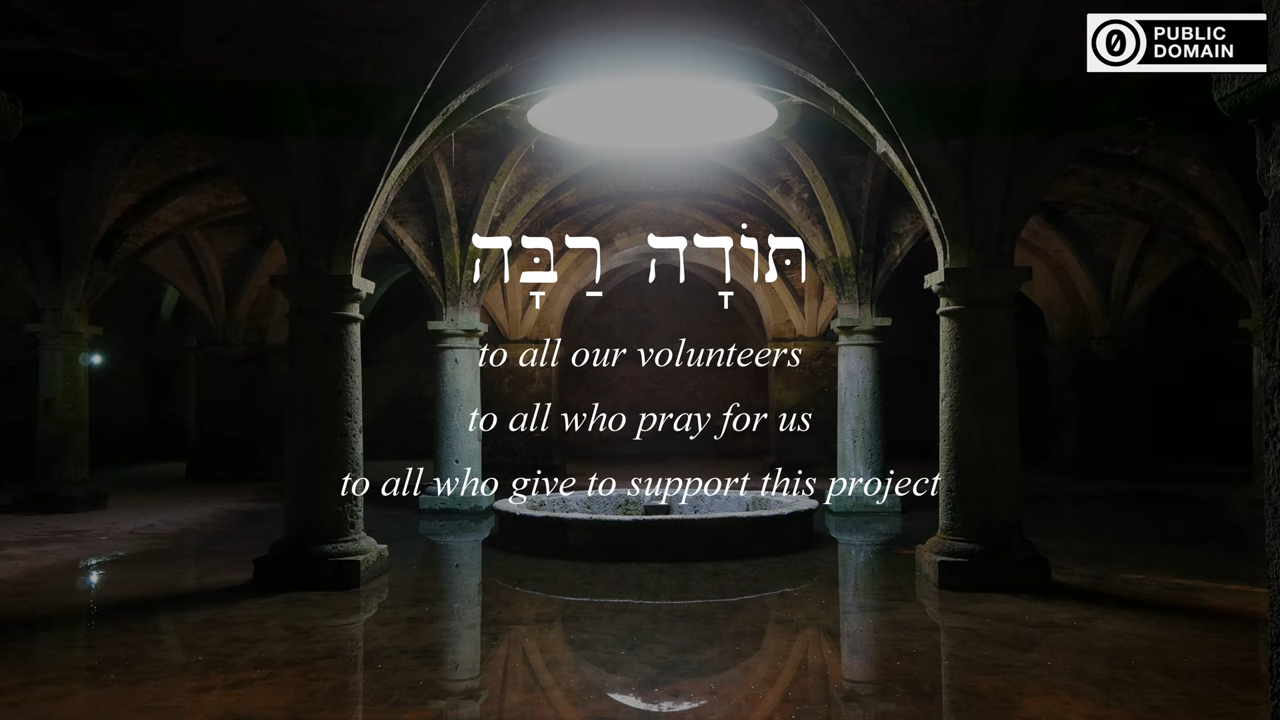 PUBLIC
DOMAIN
תּוֹדָה רַבָּה
to all our volunteers
to all who pray for us
to all who give to support this project